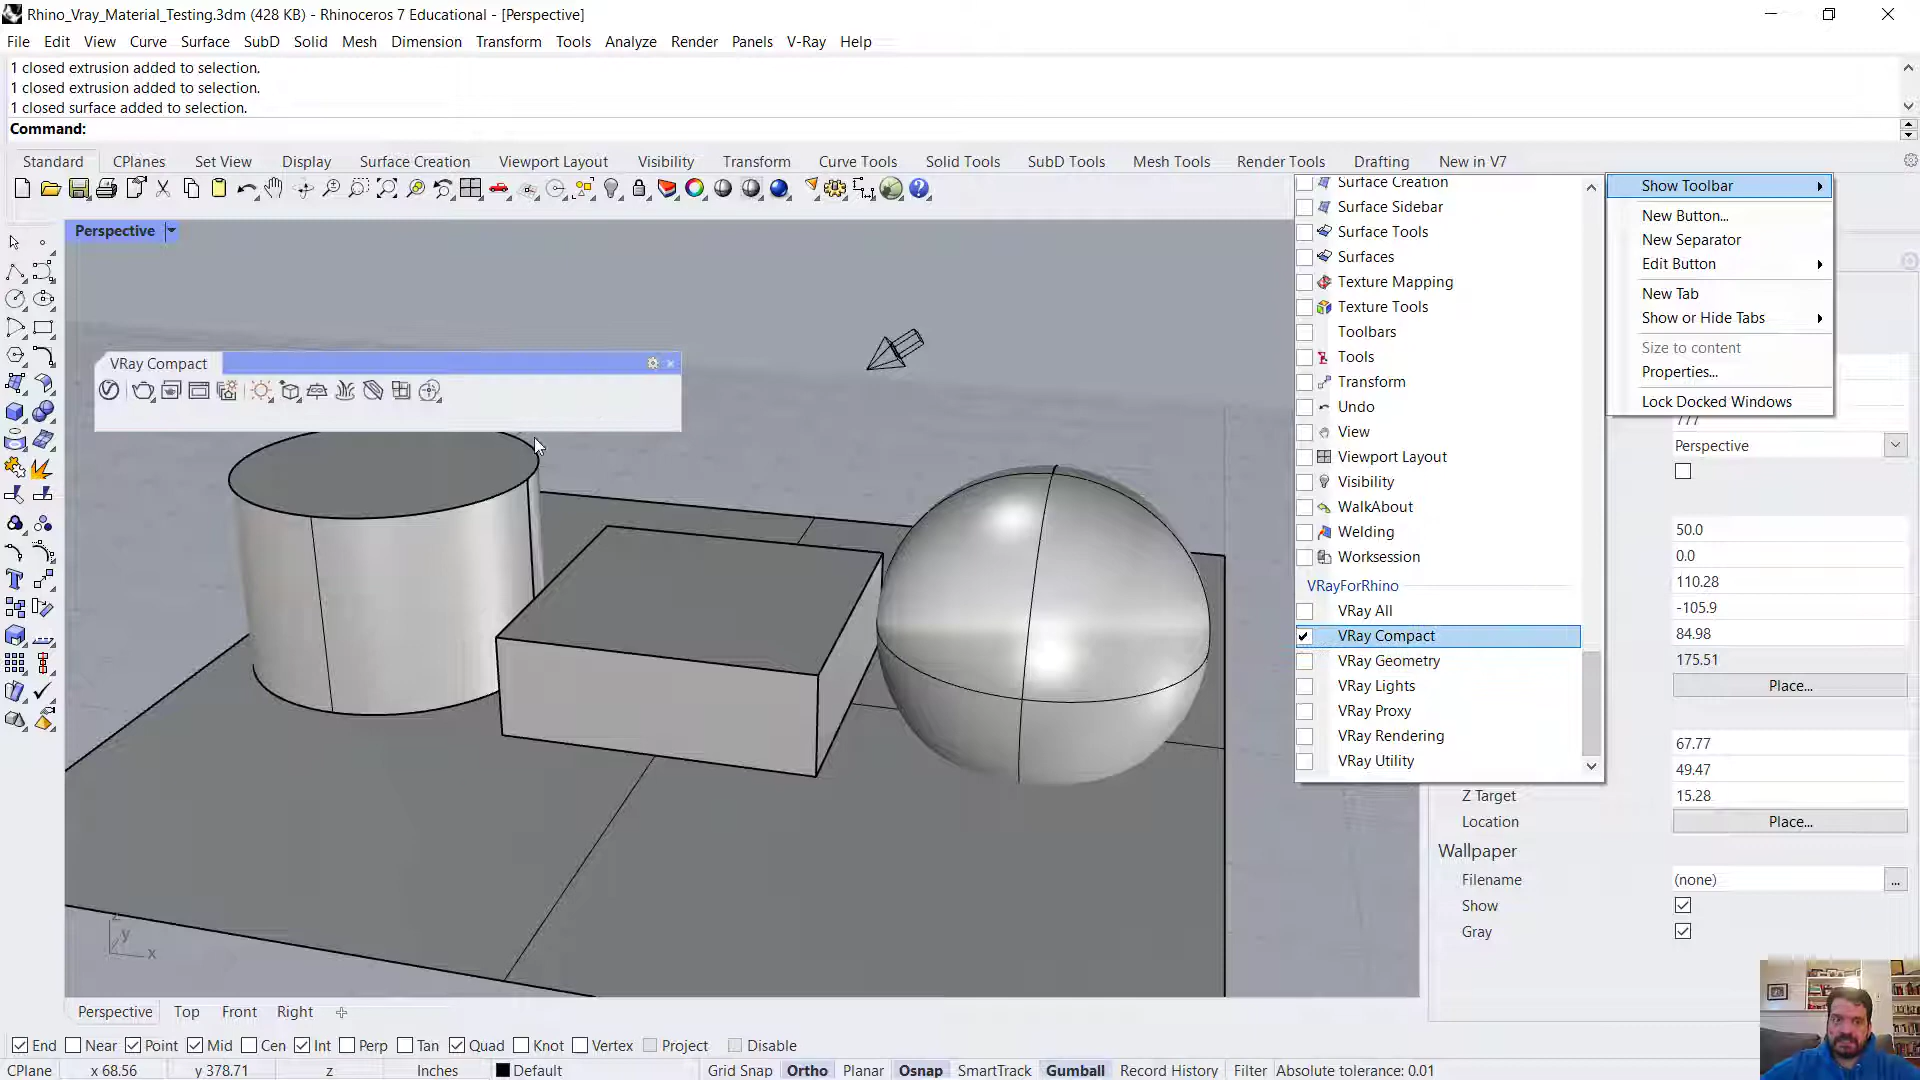 Rhino_Vray_Material_Testing.3dm (428 KB) - Rhinoceros 7 Educational - [Perspective]
File Edit View Curve Surface SubD Solid Mesh Dimension Transform Tools Analyze Render Panels V-Ray Help
1 closed extrusion added to selection.
1 closed extrusion added to selection.
1 closed surface added to selection.
Command:
Standard CPlanes Set View Display Surface Creation Viewport Layout Visibility Transform Curve Tools Solid Tools SubD Tools Mesh Tools Render Tools Drafting New in V7
Perspective
VRay Compact
Surface Creation
Surface Sidebar
Surface Tools
Surfaces
Texture Mapping
Texture Tools
Toolbars
Tools
Transform
Undo
View
Viewport Layout
Visibility
WalkAbout
Welding
Worksession
VRayForRhino
VRay All
VRay Compact
VRay Geometry
VRay Lights
VRay Proxy
VRay Rendering
VRay Utility
Show Toolbar
New Button...
New Separator
Edit Button
New Tab
Show or Hide Tabs
Size to content
Properties...
Lock Docked Windows
777
Perspective
50.0
0.0
110.28
-105.9
84.98
175.51
Place...
67.77
49.47
Z Target 15.28
Location Place...
Wallpaper
Filename (none) ...
Show
Gray
z
y
x
Perspective Top Front Right
End Near Point Mid Cen Int Perp Tan Quad Knot Vertex Project Disable
CPlane x 68.56 y 378.71 z Inches Default Grid Snap Ortho Planar Osnap SmartTrack Gumball Record History Filter Absolute tolerance: 0.01